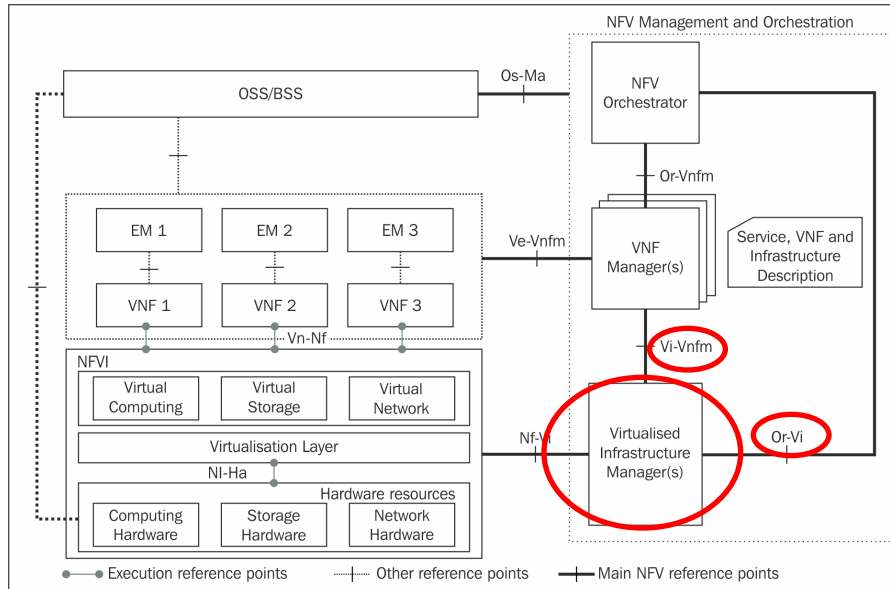 NFV Management and Orchestration
OSS/BSS
Os-Ma
NFV
Orchestrator
Or-Vnfm
EM 1
EM 2
EM 3
Ve-Vnfm
VNF
Manager(s)
Service, VNF and
Infrastructure
Description
VNF 1
VNF 2
VNF 3
Vn-Nf
Vi-Vnfm
NFVI
Virtual
Computing
Virtual
Storage
Virtual
Network
Virtualisation Layer
Nf-Vi
Virtualised
Infrastructure
Manager(s)
Or-Vi
NI-Ha
Hardware resources
Computing
Hardware
Storage
Hardware
Network
Hardware
Execution reference points
Other reference points
Main NFV reference points